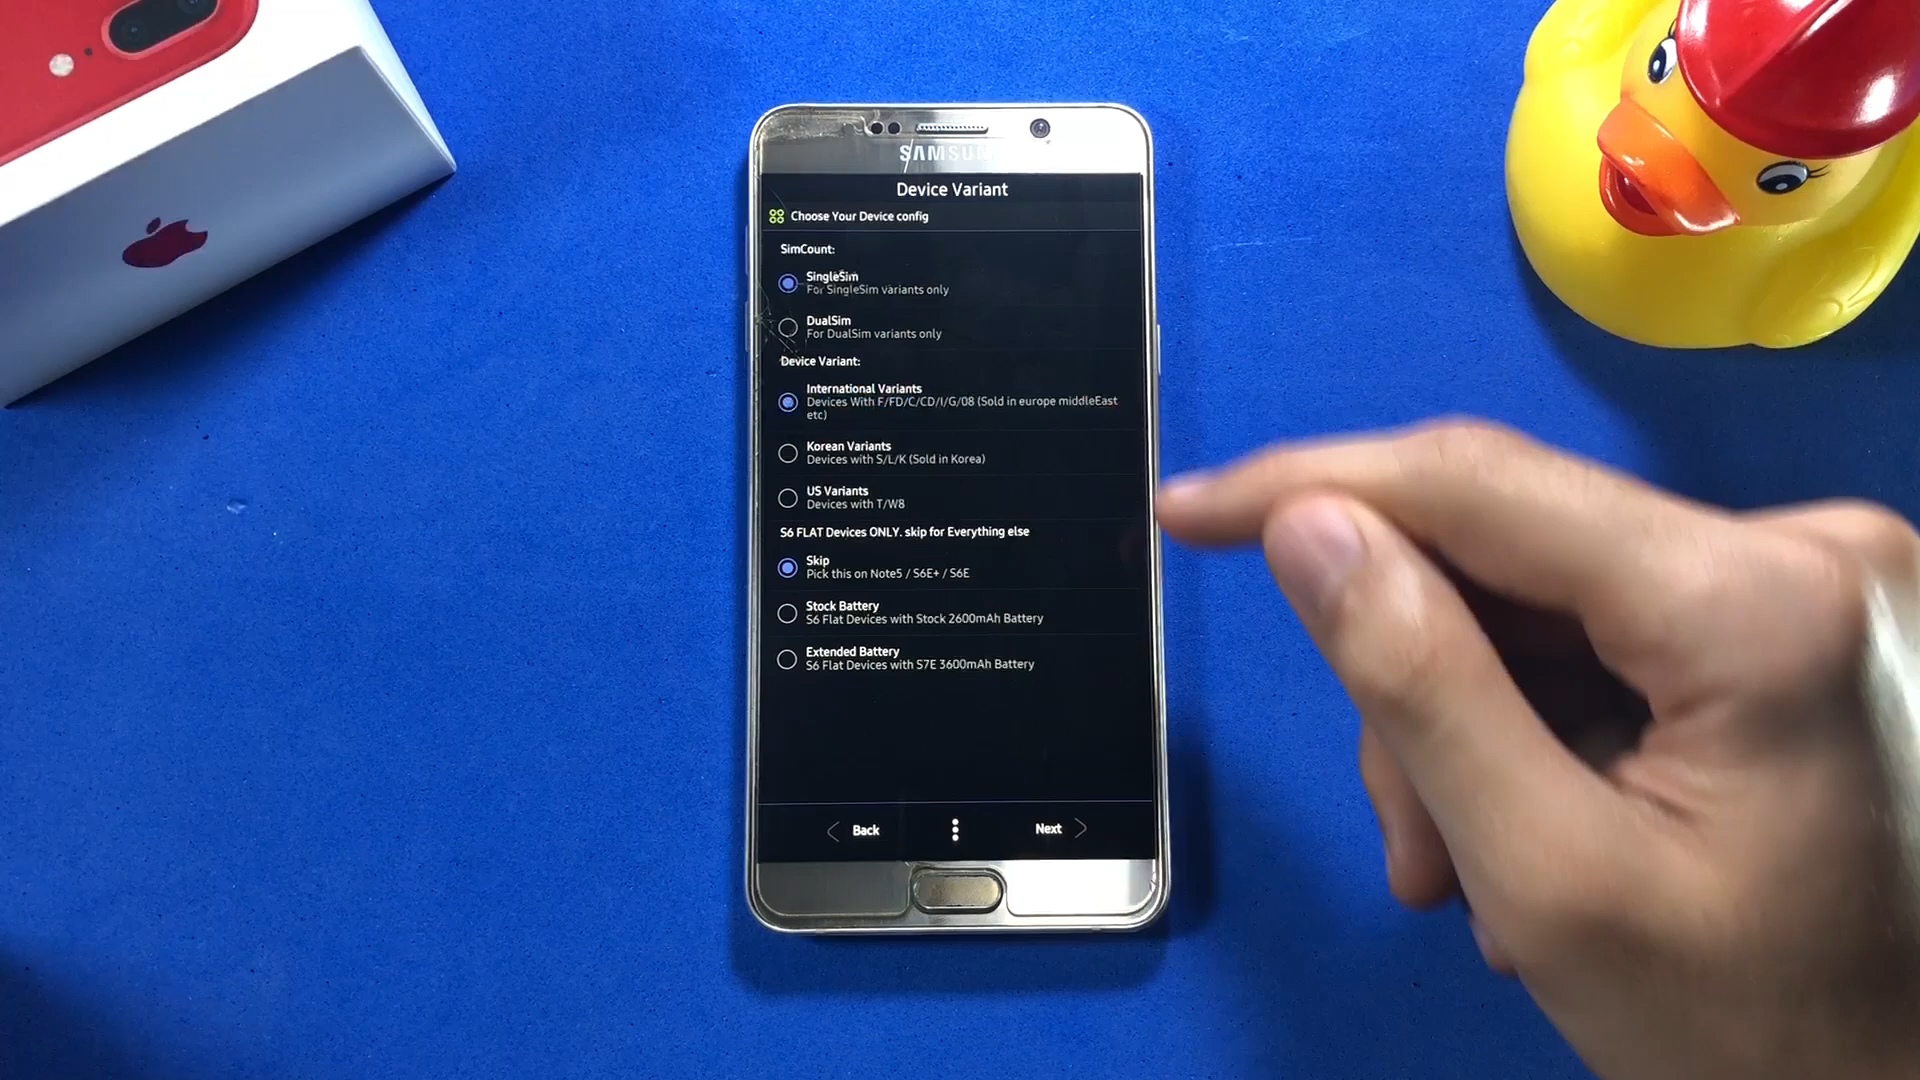 SAMSUN
Device Variant
Choose Your Device config
SimCount:
SingleSim
For SingleSim variants only
DualSim
For DualSim variants only
Device Variant:
International Variants
Devices With F/FD/C/CD/I/G/08 (Sold in europe middleEast
etc)
Korean Variants
Devices with S/L/K (Sold in Korea)
US Variants
Devices with T/W8
S6 FLAT Devices ONLY. skip for Everything else
Skip
Pick this on Note5 / S6E+ / S6E
Stock Battery
S6 Flat Devices with Stock 2600mAh Battery
Extended Battery
S6 Flat Devices with S7E 3600mAh Battery
Back
Next